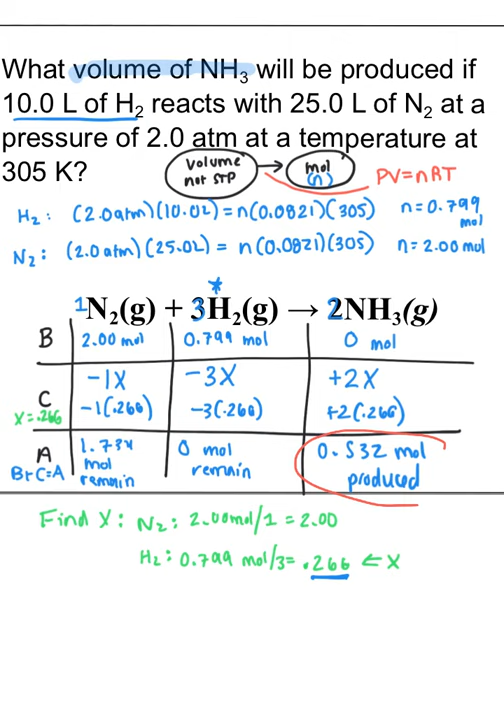 What volume of NH₃ will be produced if
10.0 L of H₂ reacts with 25.0 L of N₂ at a
pressure of 2.0 atm at a temperature at
305 K?
Volume not STP → mol (n)
PV=nRT
H₂: (2.0atm)(10.0L)=n(0.0821)(305) n=0.799 mol
N₂: (2.0atm)(25.0L)=n(0.0821)(305) n=2.00 mol
*
1N₂(g) + 3H₂(g) → 2NH₃(g)
B 2.00 mol 0.799 mol 0 mol
C -1X -3X +2X
X=.266 -1(.266) -3(.266) +2(.266)
A 1.734 mol remain 0 mol remain 0.532 mol produced
B+C=A
Find X: N₂: 2.00mol/1=2.00
H₂: 0.799 mol/3=.266 ← X